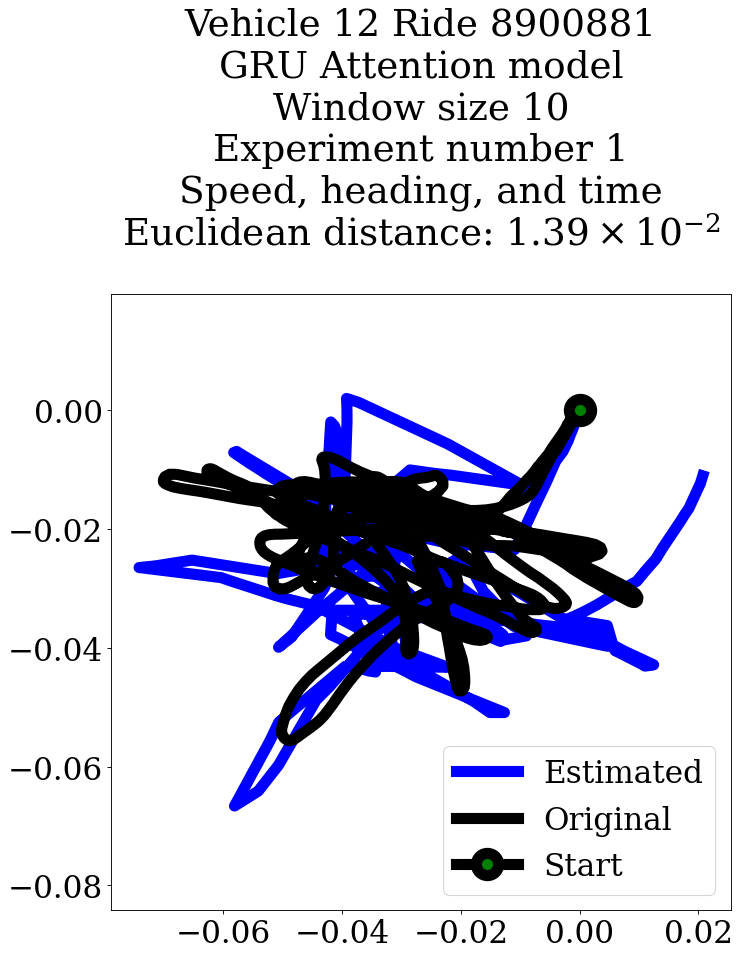 Vehicle 12 Ride 8900881
GRU Attention model
Window size 10
Experiment number 1
Speed, heading, and time
Euclidean distance: 1.39 × 10⁻²
0.00
−0.02
−0.04
−0.06
−0.08
Estimated
Original
Start
−0.06 −0.04 −0.02 0.00 0.02